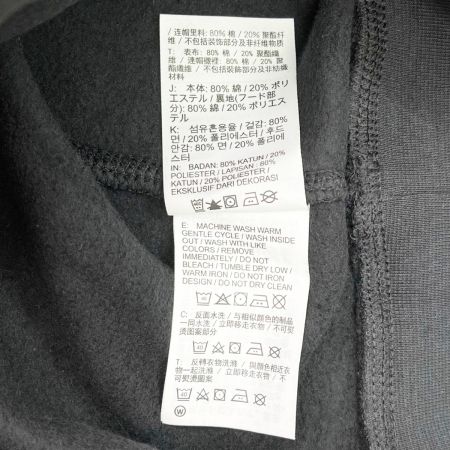 / 连帽里料: 80% 棉 / 20% 聚酯纤
维 / 不包括装饰部分及非纤维物质
T: 表布: 80% 棉 / 20% 聚酯纖
維 / 連帽襯裡: 80% 棉 / 20% 聚
酯纖維 / 不包括裝飾部分及非紡織
材料
J: 本体: 80% 綿 / 20% ポリ
エステル / 裏地(フード部
分): 80% 綿 / 20% ポリエス
テル
K: 섬유혼용율 / 겉감: 80%
면 / 20% 폴리에스터 / 후드
안감: 80% 면 / 20% 폴리에
스터
IN: BADAN: 80% KATUN / 20%
POLIESTER / LAPISAN : 80%
KATUN / 20% POLIESTER /
EKSKLUSIF DARI DEKORASI
E: MACHINE WASH WARM
GENTLE CYCLE / WASH INSIDE
OUT / WASH WITH LIKE
COLORS / REMOVE
IMMEDIATELY / DO NOT
BLEACH / TUMBLE DRY LOW /
WARM IRON / DO NOT IRON
DESIGN / DO NOT DRY CLEAN
40
C: 反面水洗 / 与相似颜色的制品
一同水洗 / 立即移走衣物 / 不可熨
烫图案部分
40
T: 反轉衣物洗滌 / 與顏色相近衣
物一起洗滌 / 立即移走衣物 / 不
可熨燙圖案
40
W